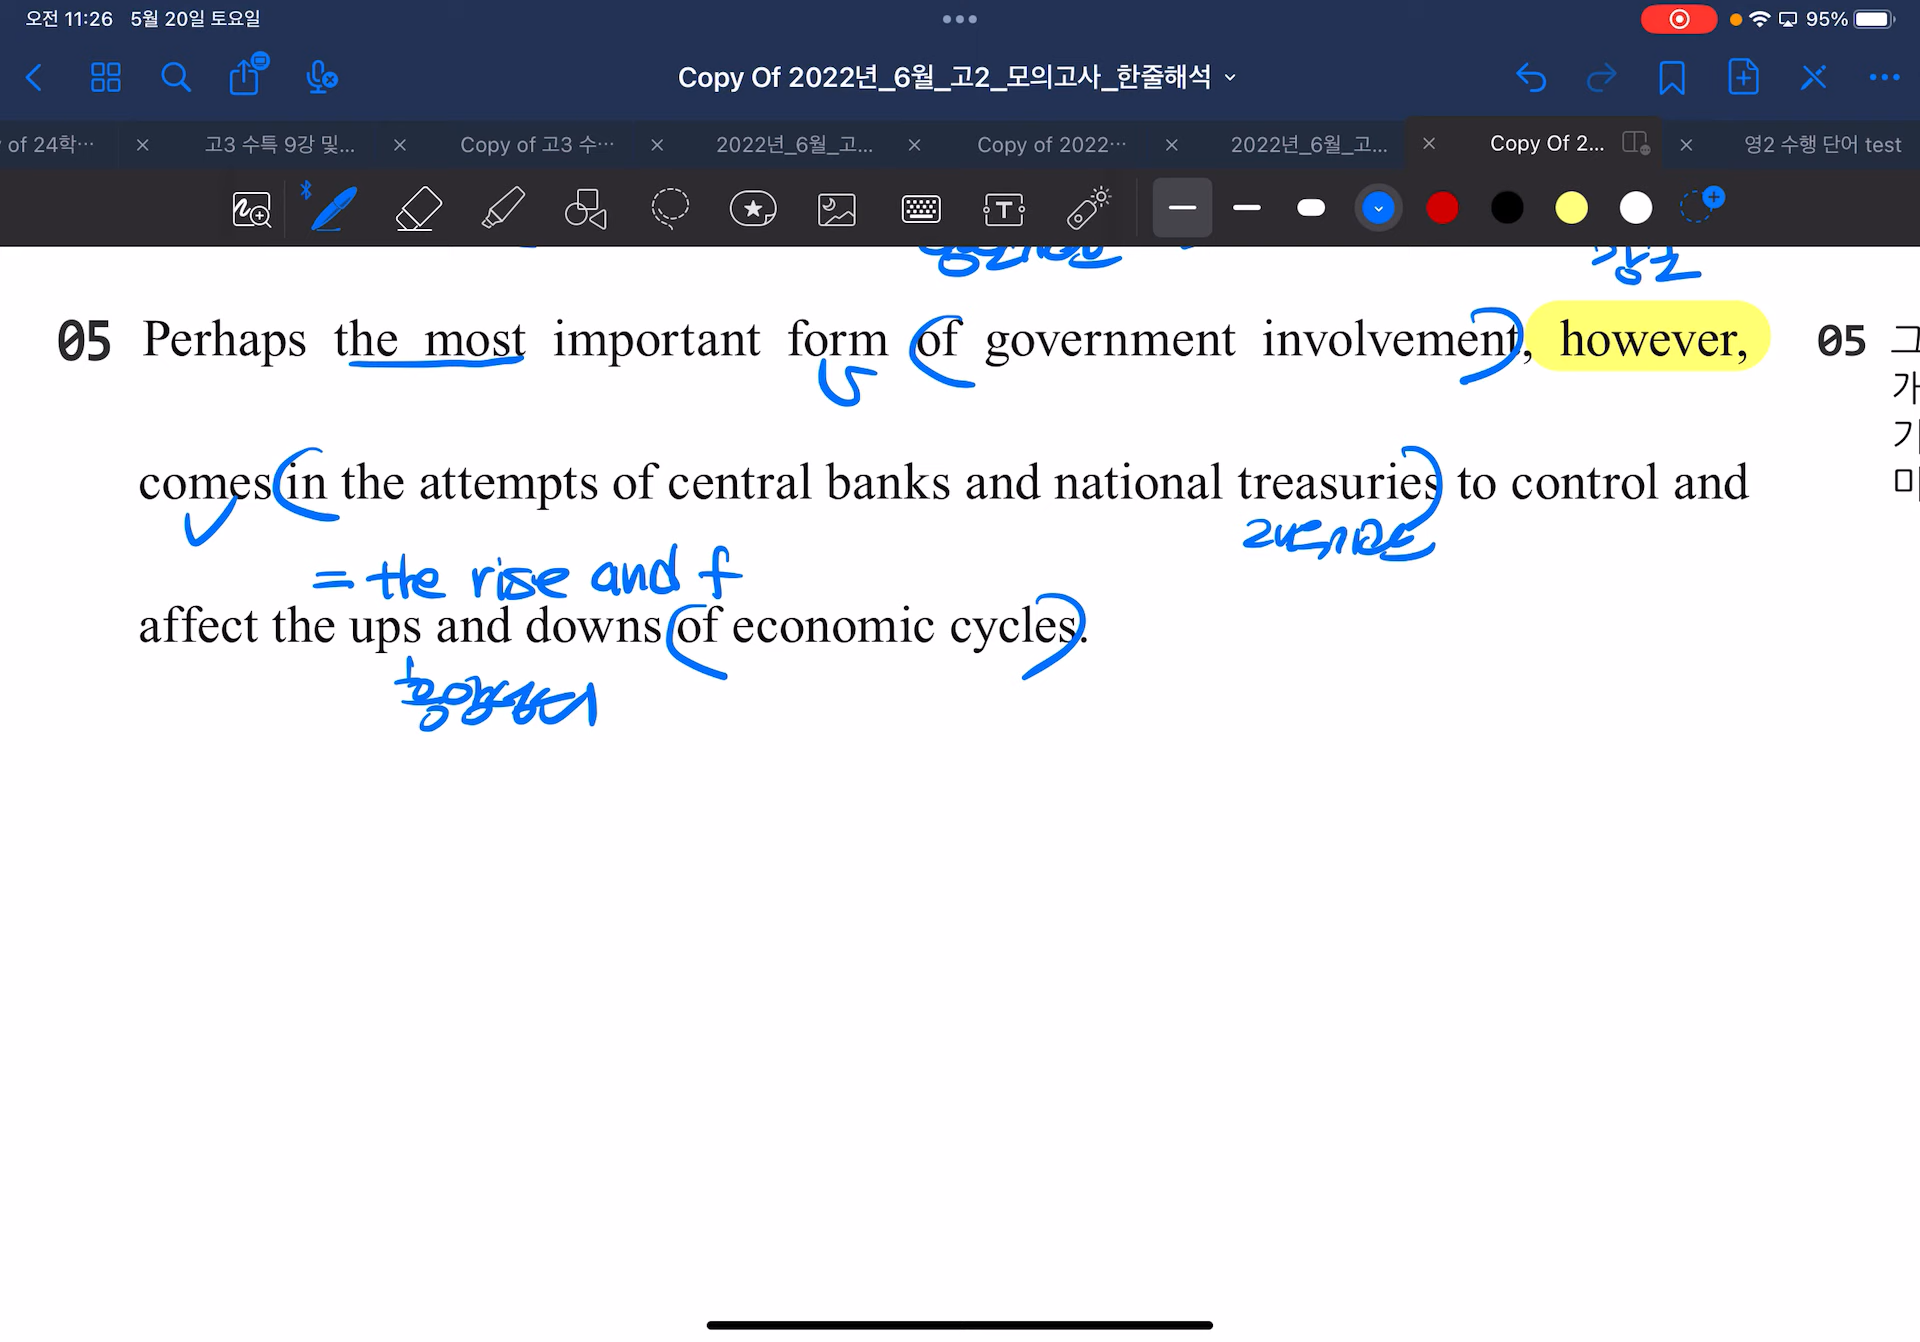 오전 11:26 5월 20일 토요일
95%
Copy Of 2022년_6월_고2_모의고사_한줄해석
of 24학… 고3 수특 9강 및... Copy of 고3 수… 2022년_6월_고... Copy of 2022… 2022년_6월_고... Copy Of 2... 영2 수행 단어 test
05 Perhaps the most important form of government involvement, however,
comes in the attempts of central banks and national treasuries to control and
= the rise and f
affect the ups and downs of economic cycles.
05 그
가
기
미